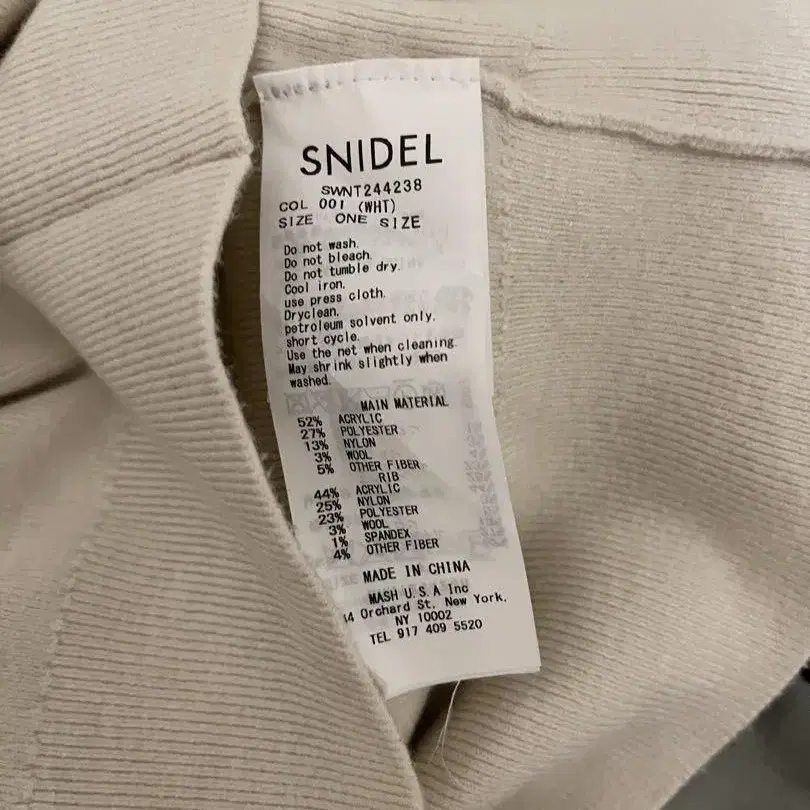 SNIDEL
SWNT244238
COL 001 (WHT)
SIZE ONE SIZE
Do not wash.
Do not bleach.
Do not tumble dry.
Cool iron.
use press cloth.
Dryclean.
petroleum solvent only.
short cycle.
Use the net when cleaning.
May shrink slightly when
washed.
MAIN MATERIAL
52% ACRYLIC
27% POLYESTER
13% NYLON
3% WOOL
5% OTHER FIBER
RIB
44% ACRYLIC
25% NYLON
23% POLYESTER
3% WOOL
1% SPANDEX
4% OTHER FIBER
MADE IN CHINA
MASH U.S.A Inc
Orchard St. New York.
NY 10002
TEL 917 409 5520